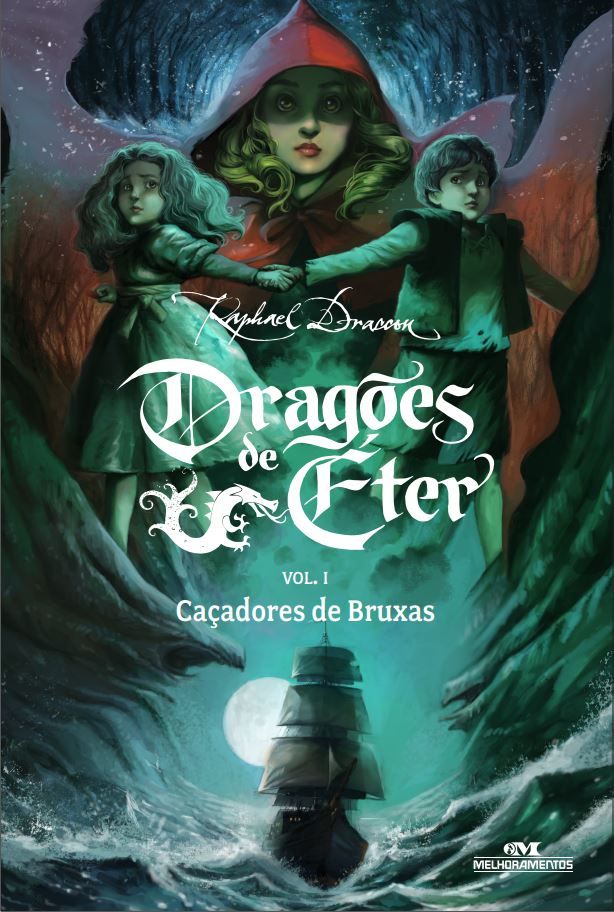 Raphael Draccon
Dragões
de Éter
VOL. I
Caçadores de Bruxas
M
MELHORAMENTOS